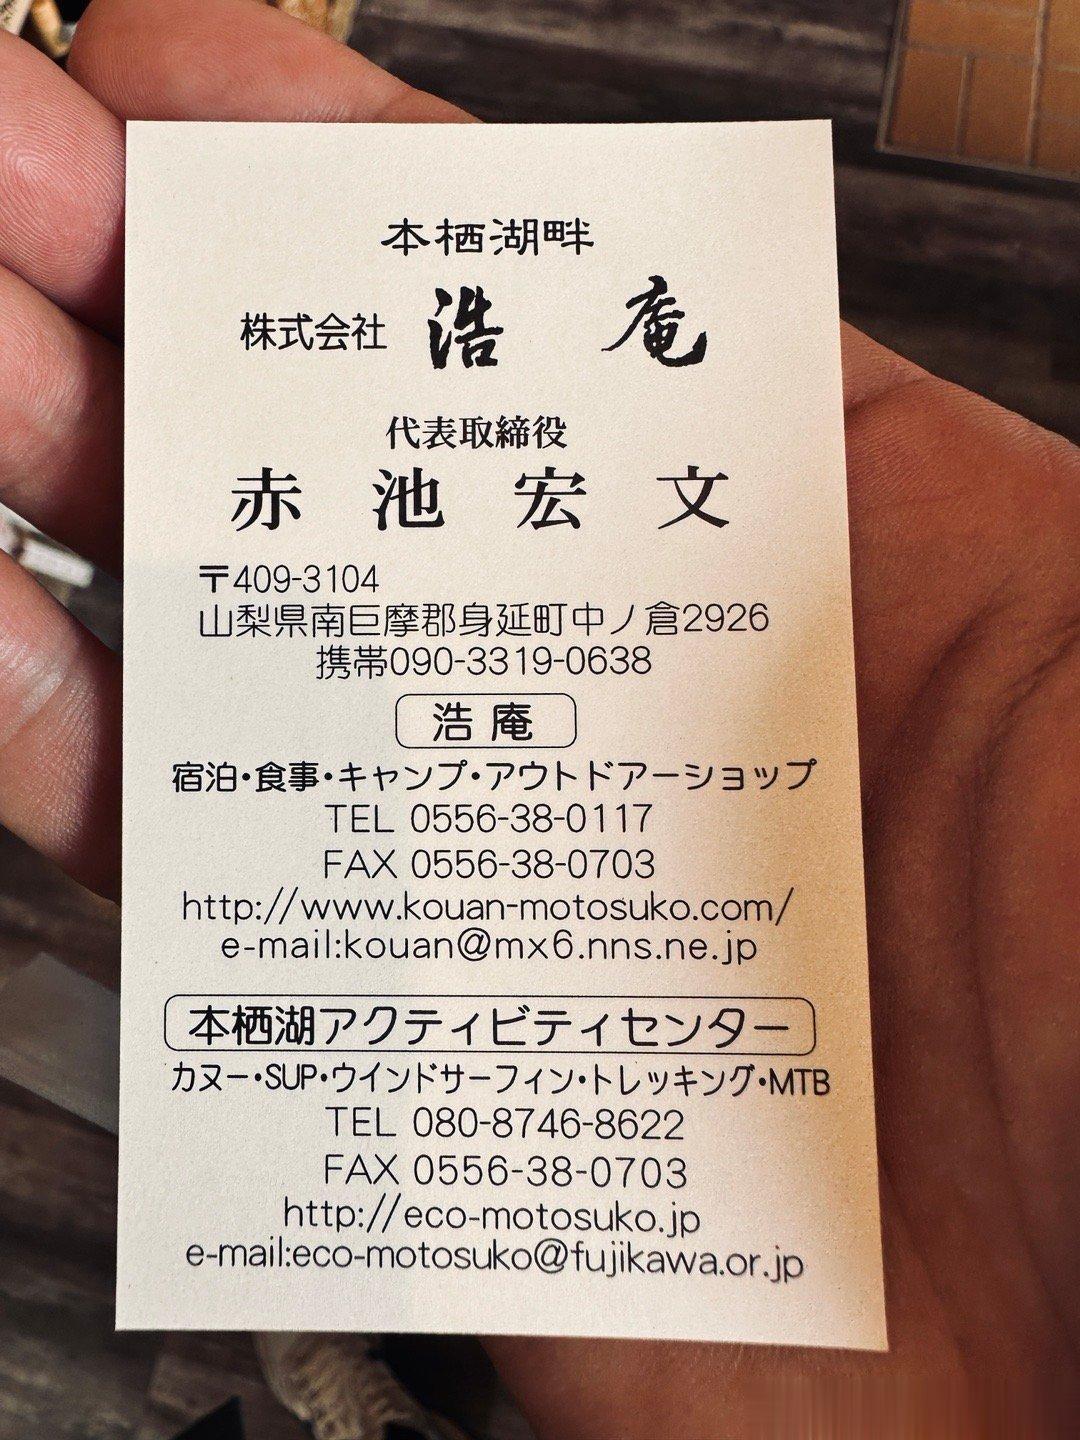 本栖湖畔
株式会社 浩庵
代表取締役
赤池宏文
〒409-3104
山梨県南巨摩郡身延町中ノ倉2926
携帯090-3319-0638
浩庵
宿泊・食事・キャンプ・アウトドアーショップ
TEL 0556-38-0117
FAX 0556-38-0703
http://www.kouan-motosuko.com/
e-mail:kouan@mx6.nns.ne.jp
本栖湖アクティビティセンター
カヌー・SUP・ウインドサーフィン・トレッキング・MTB
TEL 080-8746-8622
FAX 0556-38-0703
http://eco-motosuko.jp
e-mail:eco-motosuko@fujikawa.or.jp